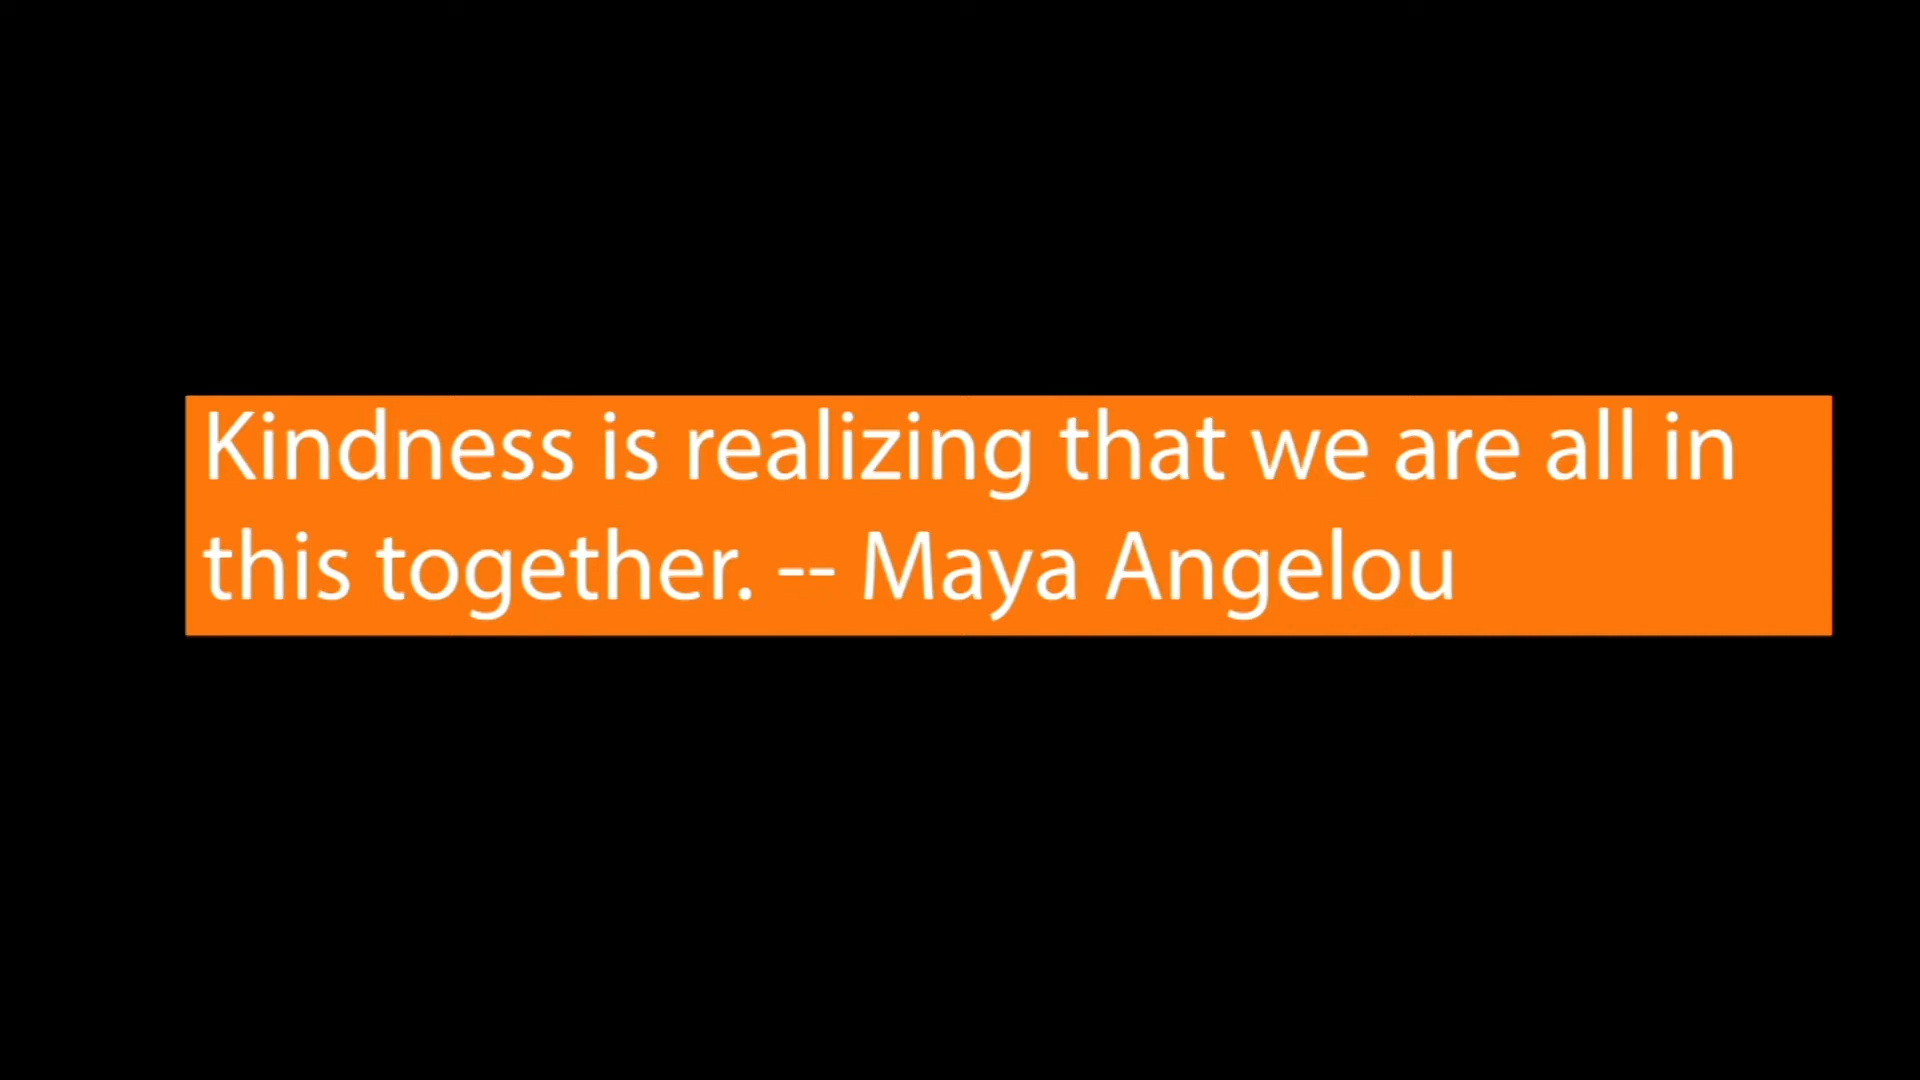 Kindness is realizing that we are all in
this together. -- Maya Angelou